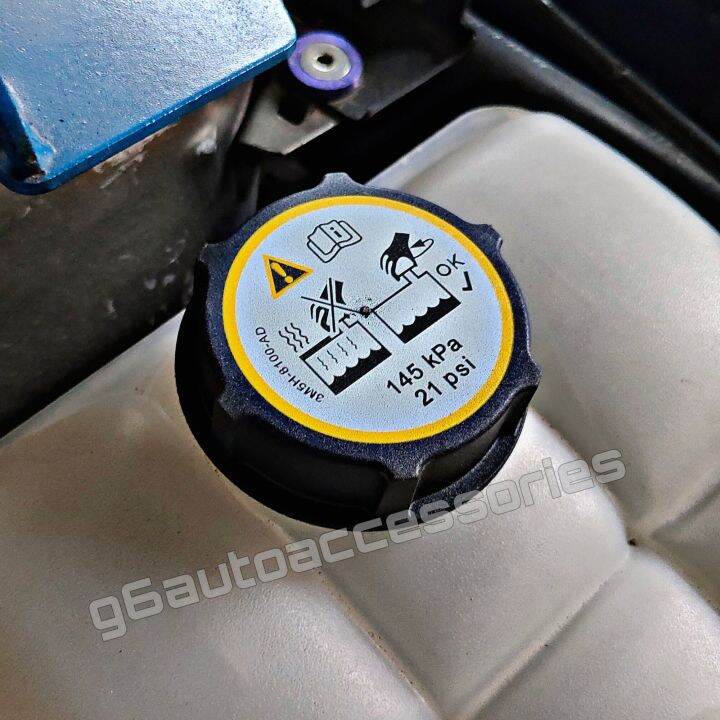 OK
3M5H-8100-AD
145 kPa
21 psi
g6autoaccessories